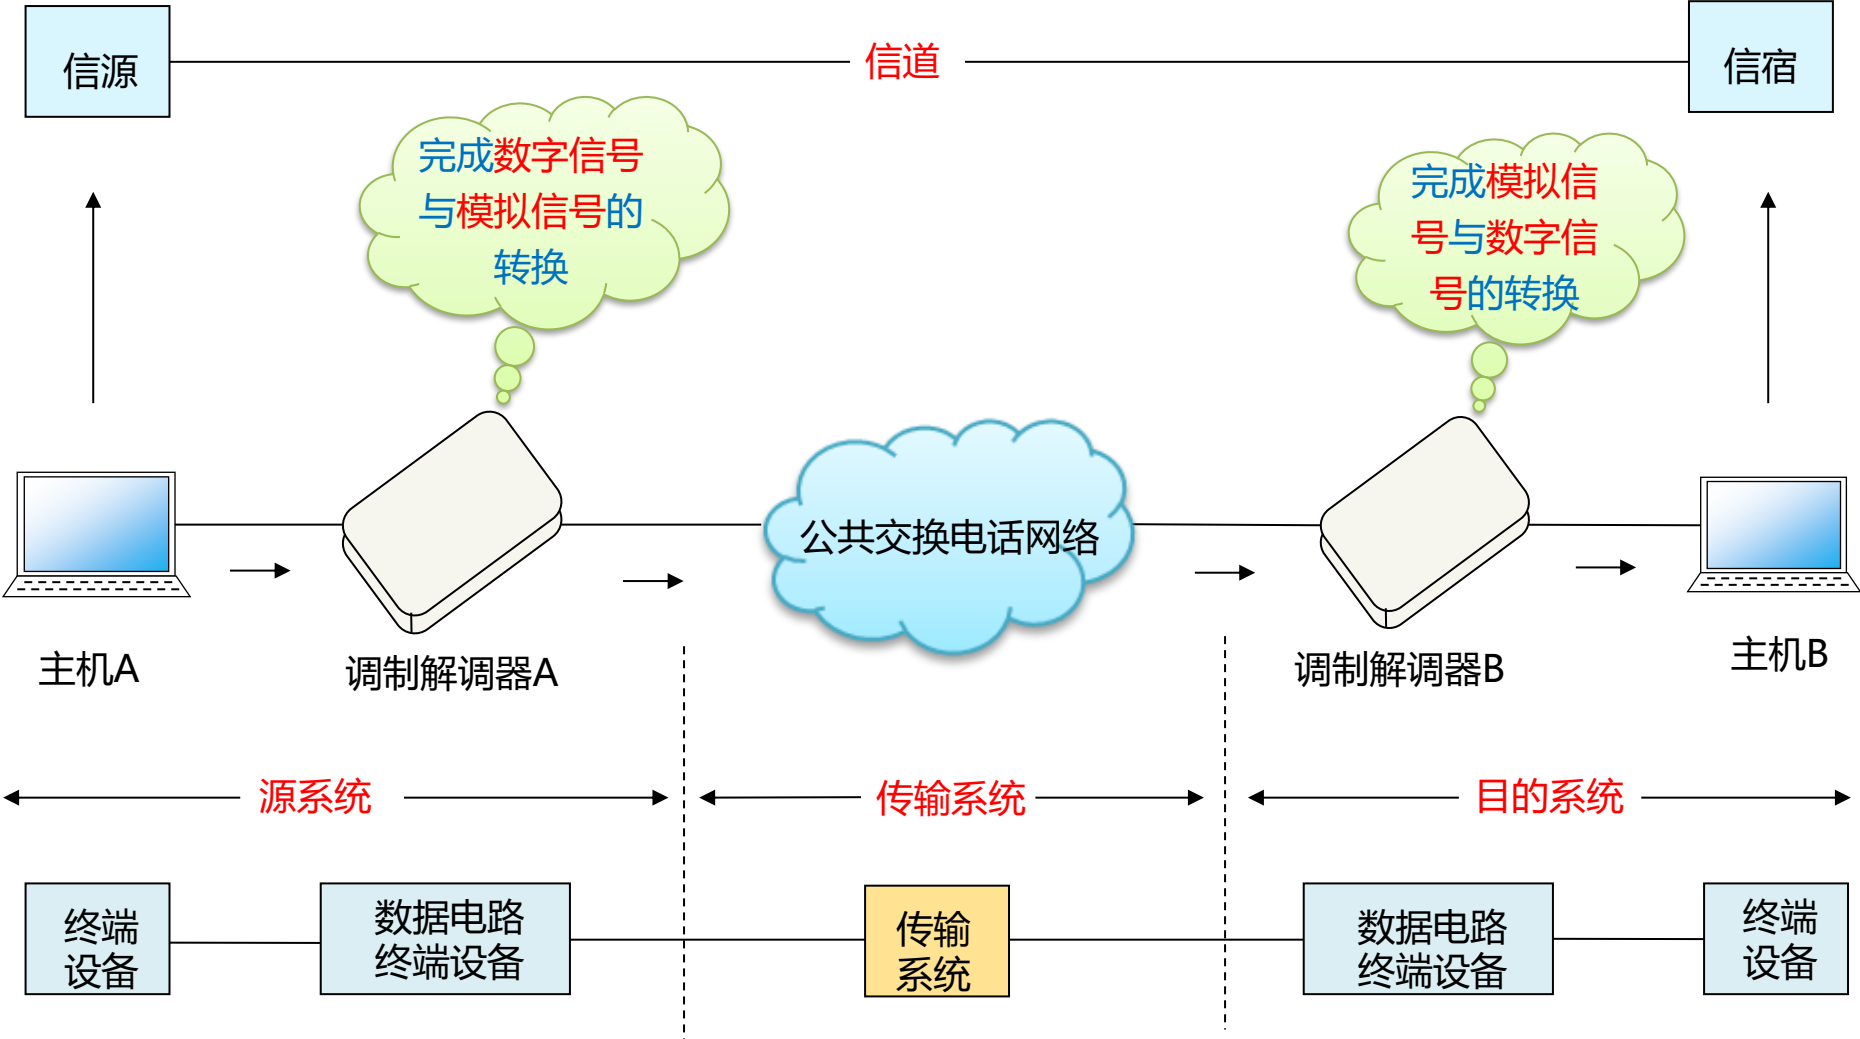 信源
信道
信宿
完成数字信号
与模拟信号的
转换
完成模拟信
号与数字信
号的转换
公共交换电话网络
主机A
调制解调器A
调制解调器B
主机B
源系统
传输系统
目的系统
终端
设备
数据电路
终端设备
传输
系统
数据电路
终端设备
终端
设备